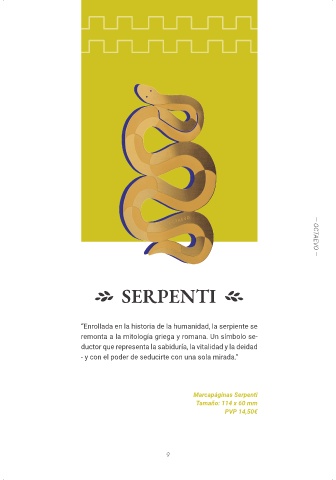 SERPENTI
"Enrollada en la historia de la humanidad, la serpiente se
remonta a la mitología griega y romana. Un símbolo se-
ductor que representa la sabiduría, la vitalidad y la deidad
- y con el poder de seducirte con una sola mirada."
Marcapáginas Serpenti
Tamaño: 114 x 60 mm
PVP 14,50€
— OCTAEVO —
9